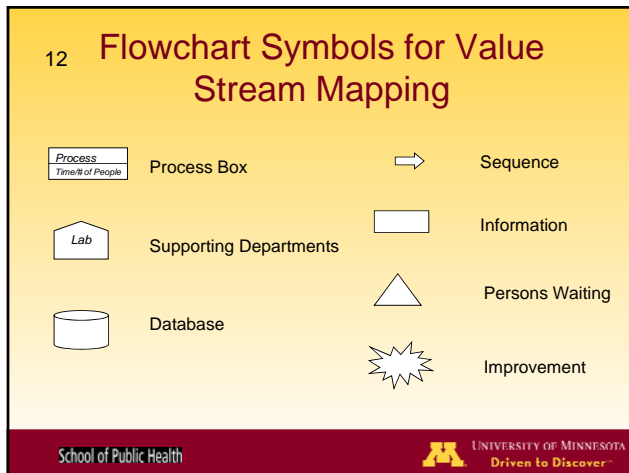 12
Flowchart Symbols for Value
Stream Mapping
Process
Time/# of People
Process Box
Lab
Supporting Departments
Database
Sequence
Information
Persons Waiting
Improvement
School of Public Health
UNIVERSITY OF MINNESOTA
Driven to Discover℠